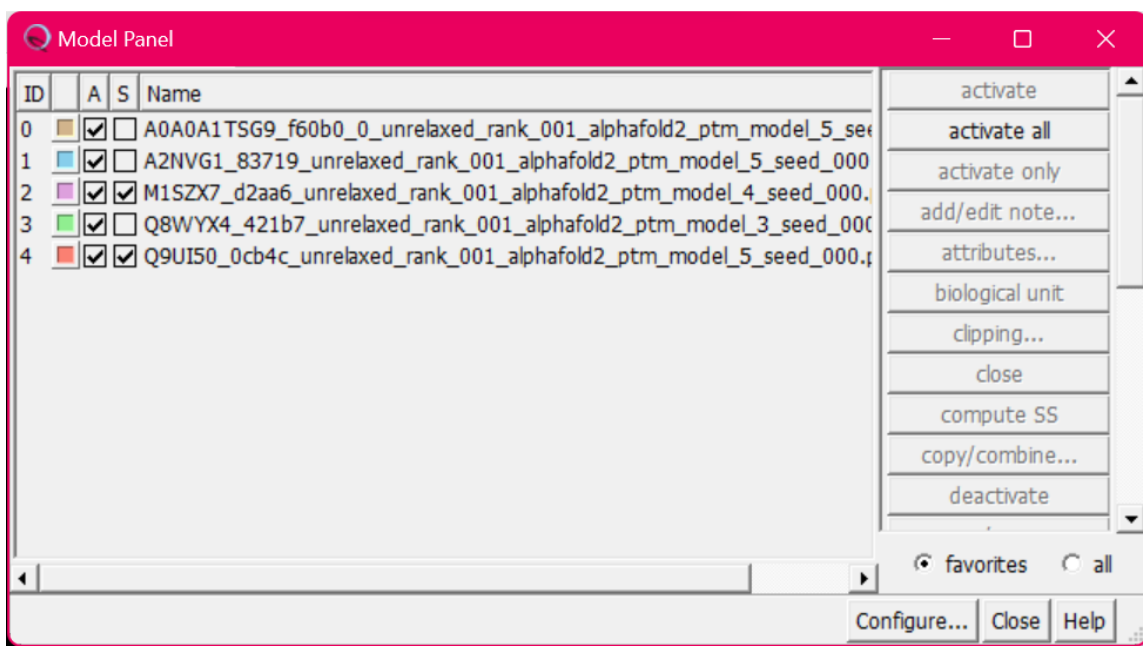 Model Panel
ID A S Name
0 A0A0A1TSG9_f60b0_0_unrelaxed_rank_001_alphafold2_ptm_model_5_see
1 A2NVG1_83719_unrelaxed_rank_001_alphafold2_ptm_model_5_seed_000
2 M1SZX7_d2aa6_unrelaxed_rank_001_alphafold2_ptm_model_4_seed_000.
3 Q8WYX4_421b7_unrelaxed_rank_001_alphafold2_ptm_model_3_seed_000
4 Q9UI50_0cb4c_unrelaxed_rank_001_alphafold2_ptm_model_5_seed_000.p
activate
activate all
activate only
add/edit note...
attributes...
biological unit
clipping...
close
compute SS
copy/combine...
deactivate
favorites all
Configure... Close Help